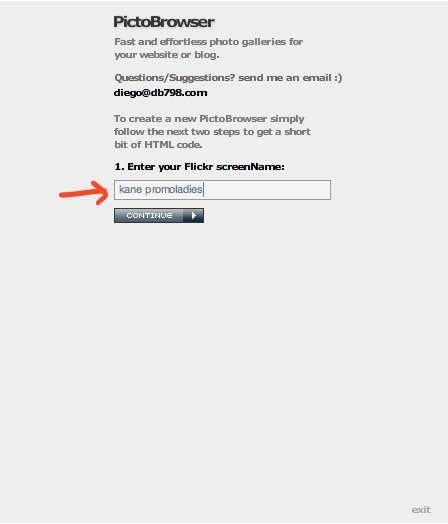 PictoBrowser
Fast and effortless photo galleries for
your website or blog.
Questions/Suggestions? send me an email :)
diego@db798.com
To create a new PictoBrowser simply
follow the next two steps to get a short
bit of HTML code.
1. Enter your Flickr screenName:
kane promoladies
CONTINUE
exit